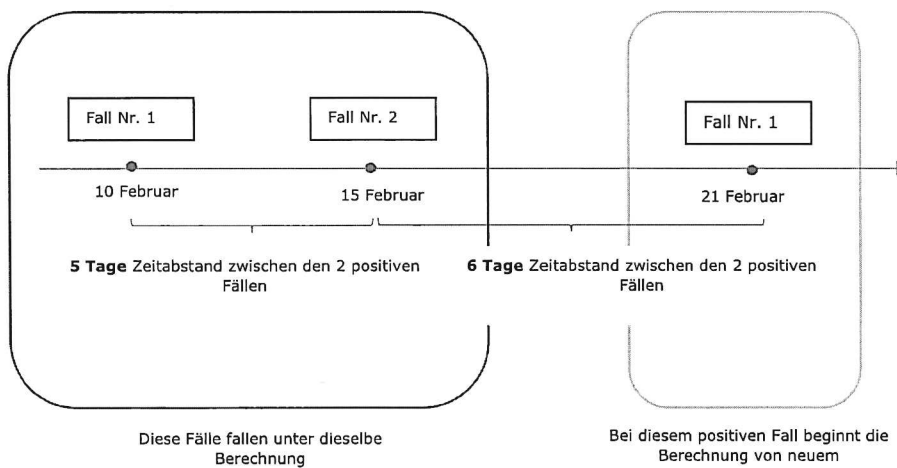 Fall Nr. 1
Fall Nr. 2
Fall Nr. 1
10 Februar
15 Februar
21 Februar
5 Tage Zeitabstand zwischen den 2 positiven
Fällen
6 Tage Zeitabstand zwischen den 2 positiven
Fällen
Diese Fälle fallen unter dieselbe
Berechnung
Bei diesem positiven Fall beginnt die
Berechnung von neuem